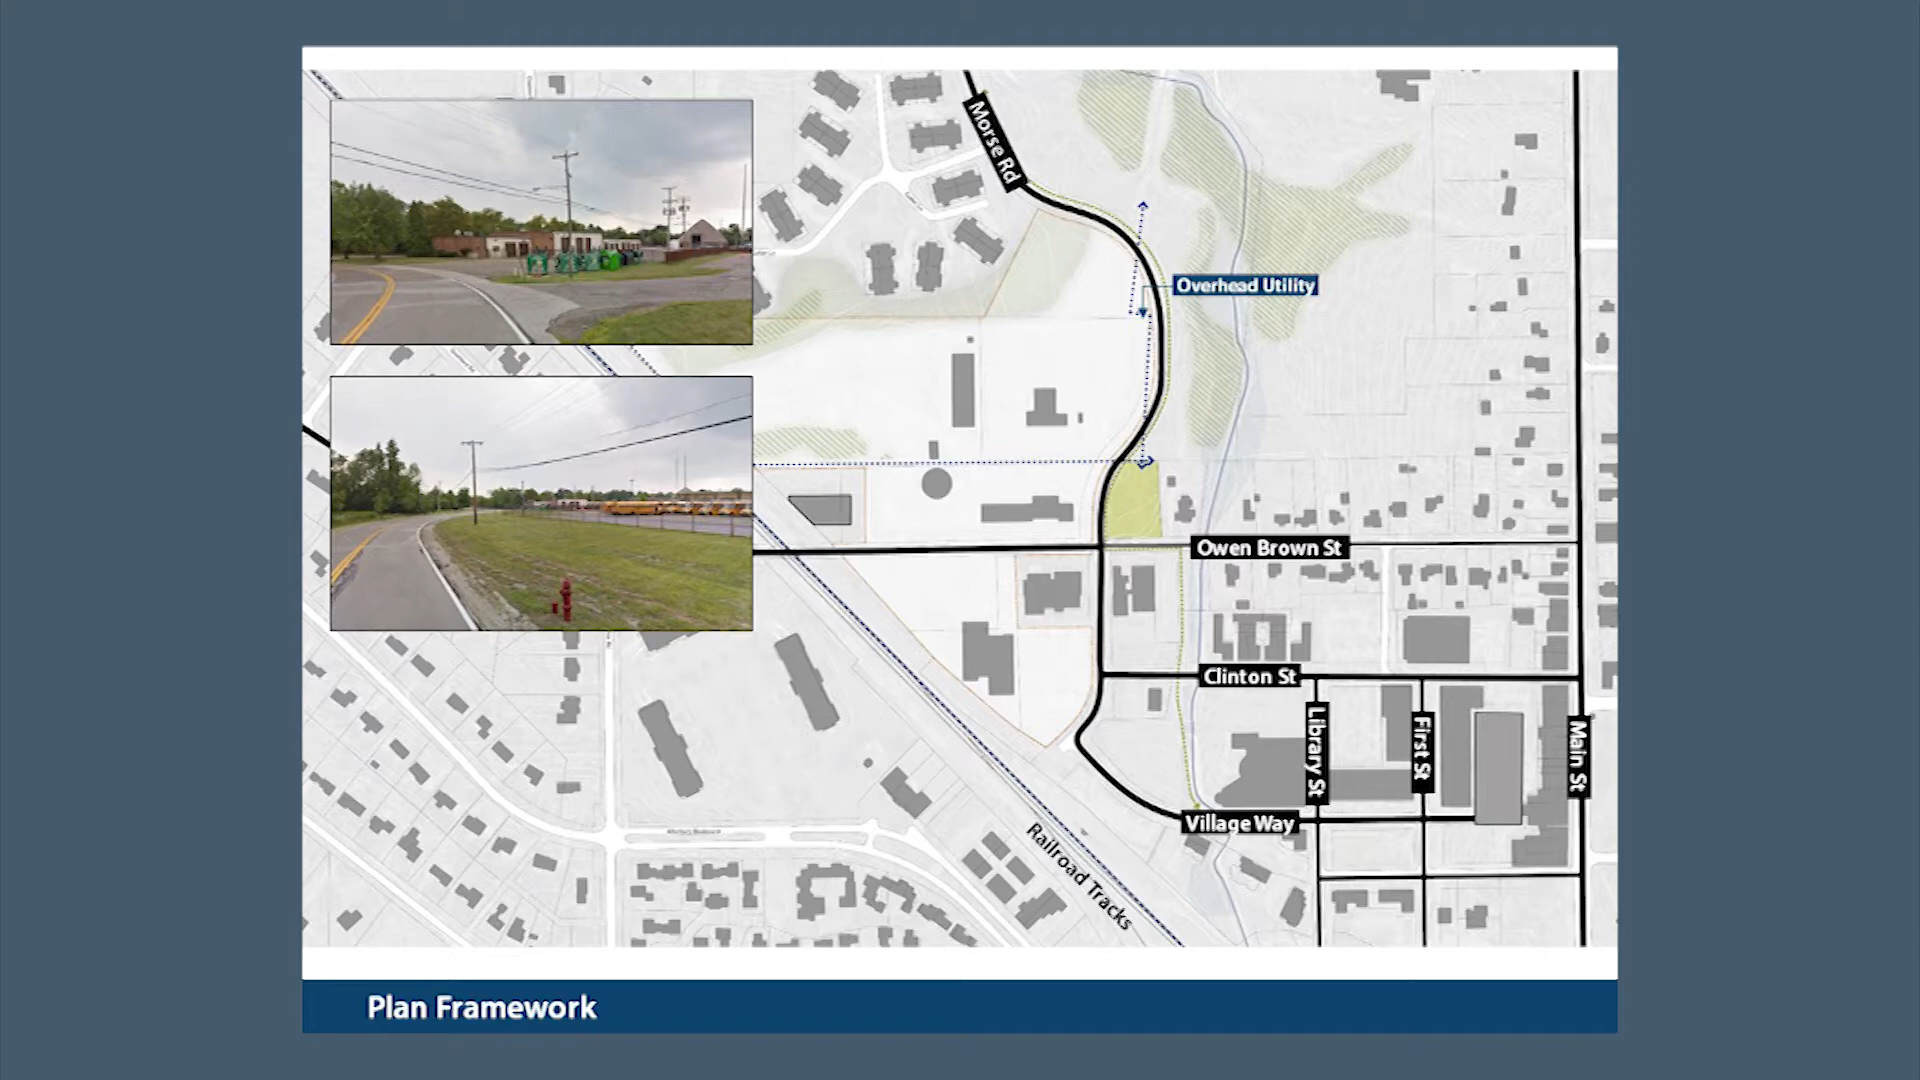 Morse Rd
Overhead Utility
Owen Brown St
Clinton St
Library St
First St
Main St
Village Way
Railroad Tracks
Plan Framework